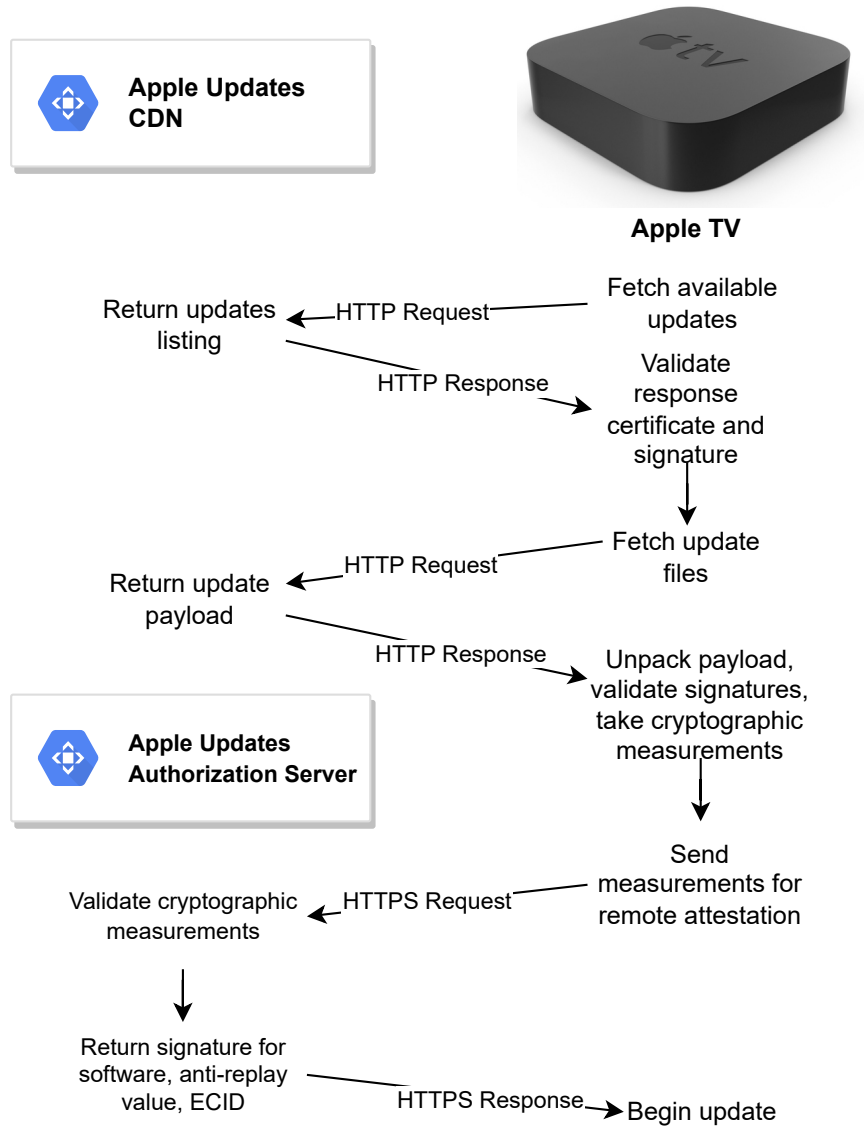 Apple Updates
CDN
tv
Apple TV
Fetch available
updates
HTTP Request
Return updates
listing
HTTP Response
Validate
response
certificate and
signature
Fetch update
files
HTTP Request
Return update
payload
HTTP Response
Unpack payload,
validate signatures,
take cryptographic
measurements
Apple Updates
Authorization Server
Send
measurements for
remote attestation
HTTPS Request
Validate cryptographic
measurements
Return signature for
software, anti-replay
value, ECID
HTTPS Response
Begin update